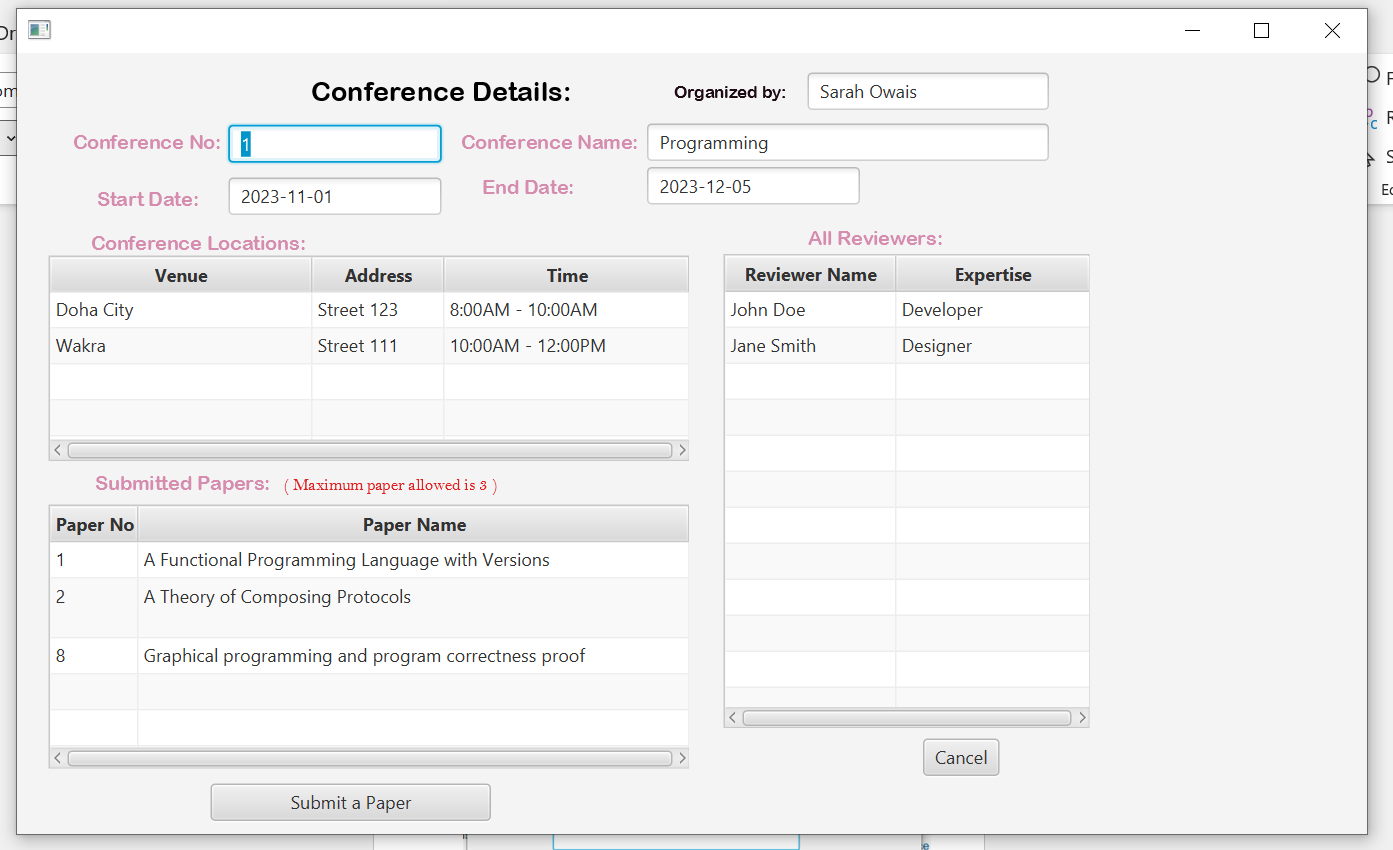 Conference Details:
Organized by: Sarah Owais
Conference No: 1
Conference Name: Programming
Start Date: 2023-11-01
End Date: 2023-12-05
Conference Locations:
Venue Address Time
Doha City Street 123 8:00AM - 10:00AM
Wakra Street 111 10:00AM - 12:00PM
All Reviewers:
Reviewer Name Expertise
John Doe Developer
Jane Smith Designer
Submitted Papers: ( Maximum paper allowed is 3 )
Paper No Paper Name
1 A Functional Programming Language with Versions
2 A Theory of Composing Protocols
8 Graphical programming and program correctness proof
Cancel
Submit a Paper